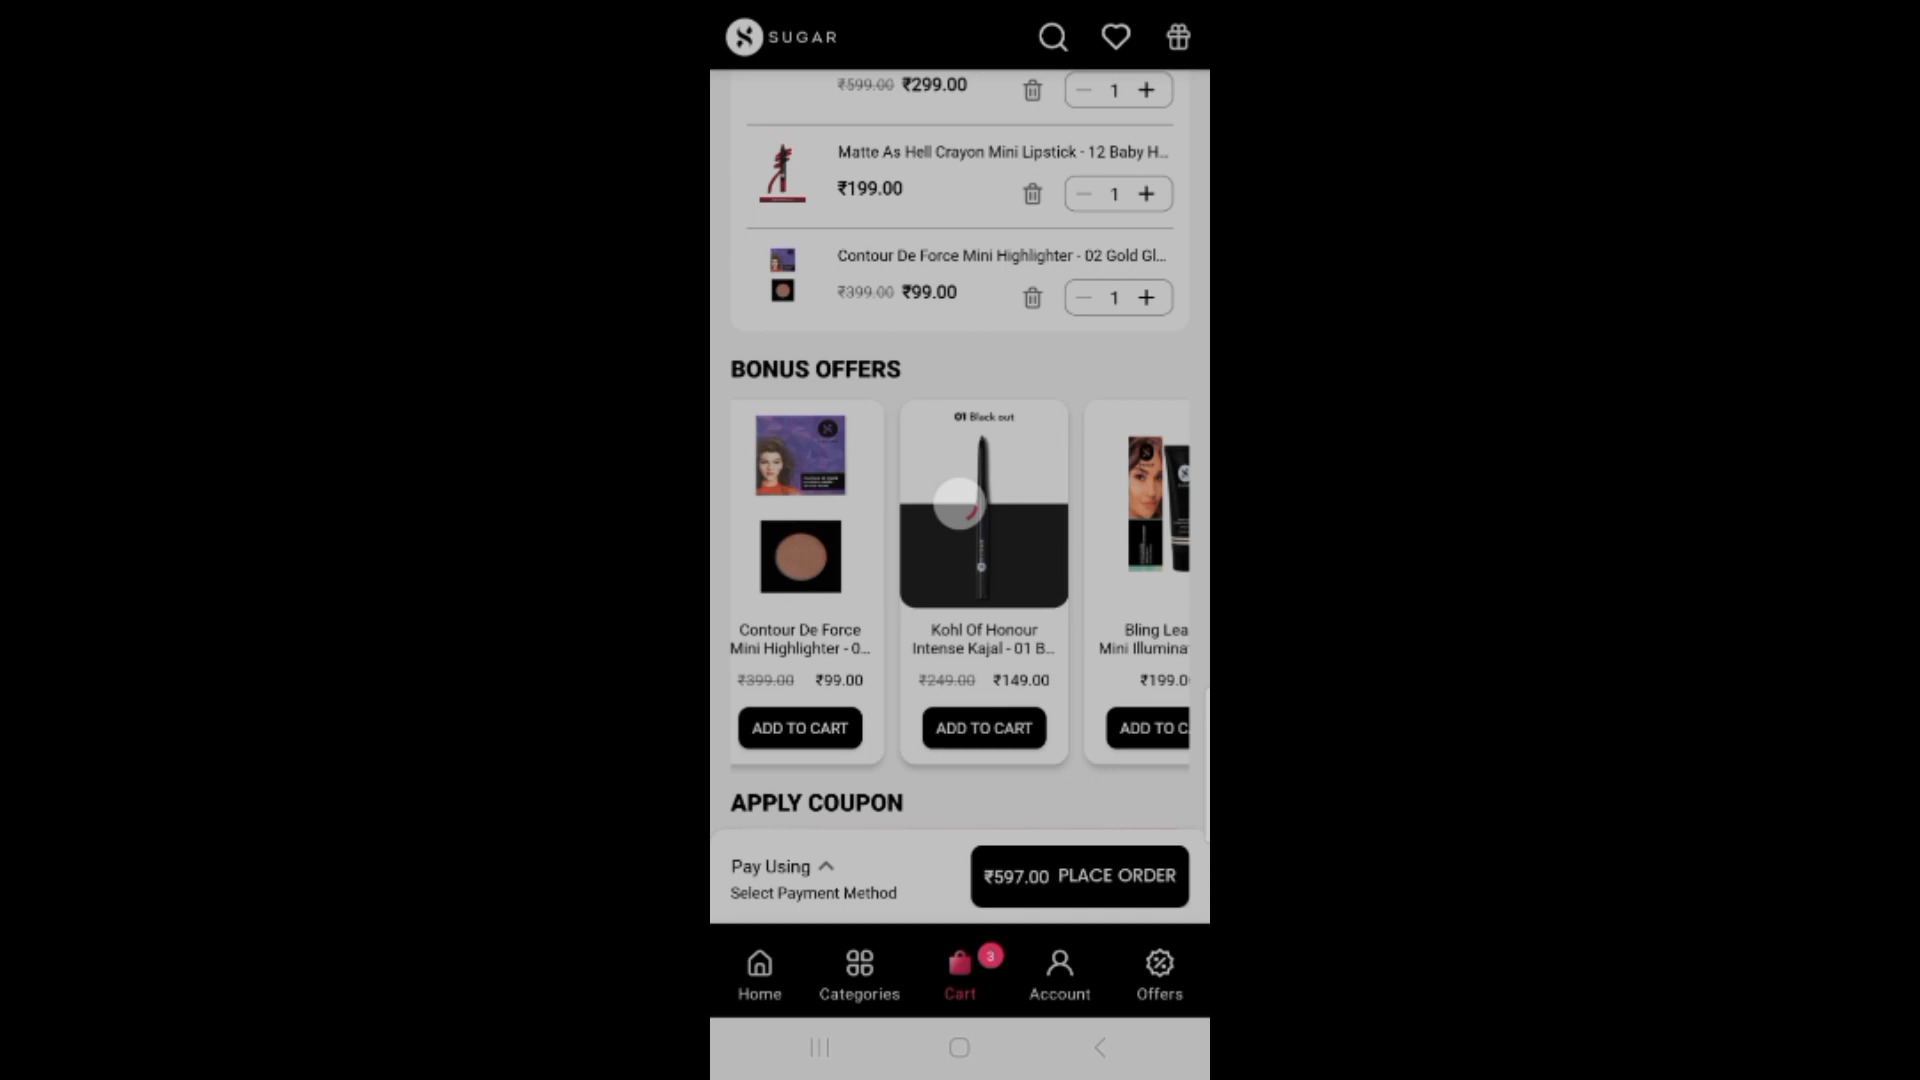 SUGAR
₹599.00 ₹299.00
1
Matte As Hell Crayon Mini Lipstick - 12 Baby H...
₹199.00
1
Contour De Force Mini Highlighter - 02 Gold Gl...
₹399.00 ₹99.00
1
BONUS OFFERS
Contour De Force
Mini Highlighter - 0...
₹399.00 ₹99.00
ADD TO CART
01 Black out
Kohl Of Honour
Intense Kajal - 01 B...
₹249.00 ₹149.00
ADD TO CART
Bling Lea
Mini Illumina
₹199.0
ADD TO C
APPLY COUPON
Pay Using
Select Payment Method
₹597.00 PLACE ORDER
3
Home
Categories
Cart
Account
Offers